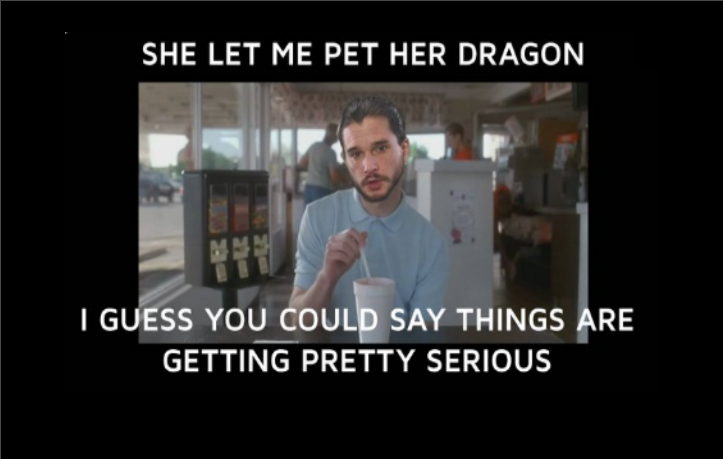 SHE LET ME PET HER DRAGON
I GUESS YOU COULD SAY THINGS ARE
GETTING PRETTY SERIOUS